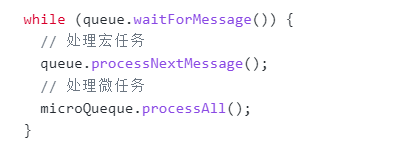 while (queue.waitForMessage()) {
// 处理宏任务
queue.processNextMessage();
// 处理微任务
microQueque.processAll();
}